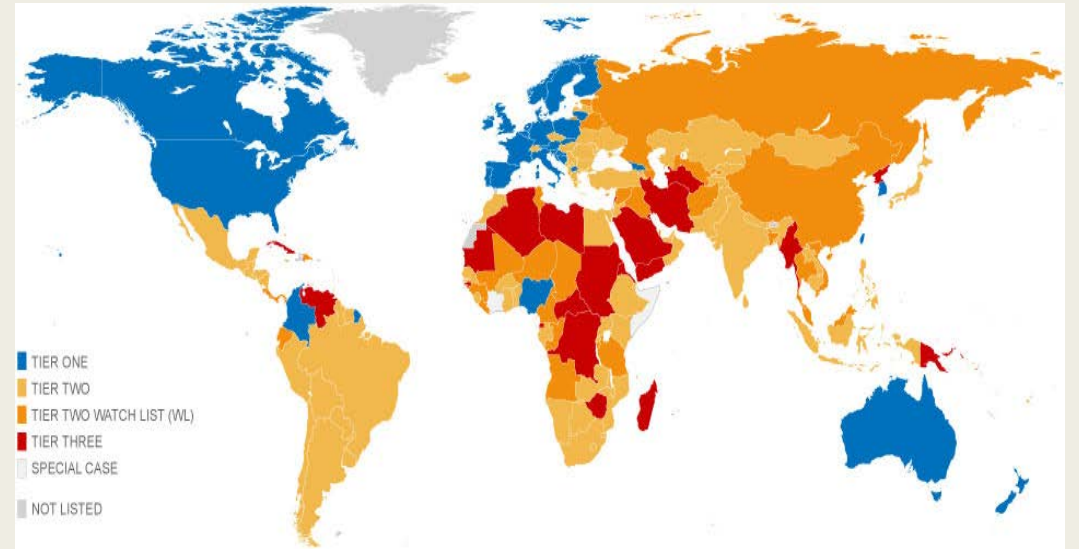 TIER ONE
TIER TWO
TIER TWO WATCH LIST (WL)
TIER THREE
SPECIAL CASE
NOT LISTED